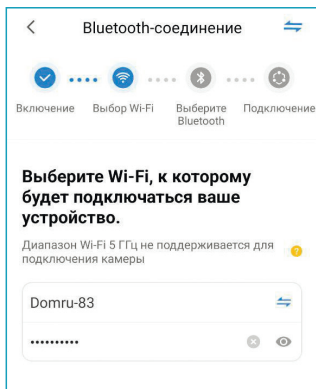 Bluetooth-соединение
Включение
Выбор Wi-Fi
Выберите
Bluetooth
Подключение
Выберите Wi-Fi, к которому
будет подключаться ваше
устройство.
Диапазон Wi-Fi 5 ГГц не поддерживается для
подключения камеры
?
Domru-83
••••••••••